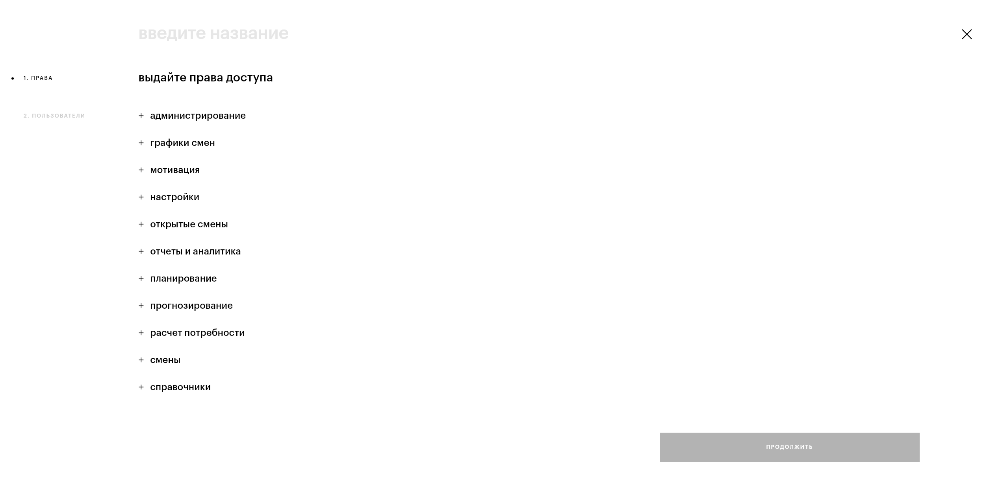 введите название
1. ПРАВА
выдайте права доступа
2. ПОЛЬЗОВАТЕЛИ
+ администрирование
+ графики смен
+ мотивация
+ настройки
+ открытые смены
+ отчеты и аналитика
+ планирование
+ прогнозирование
+ расчет потребности
+ смены
+ справочники
ПРОДОЛЖИТЬ